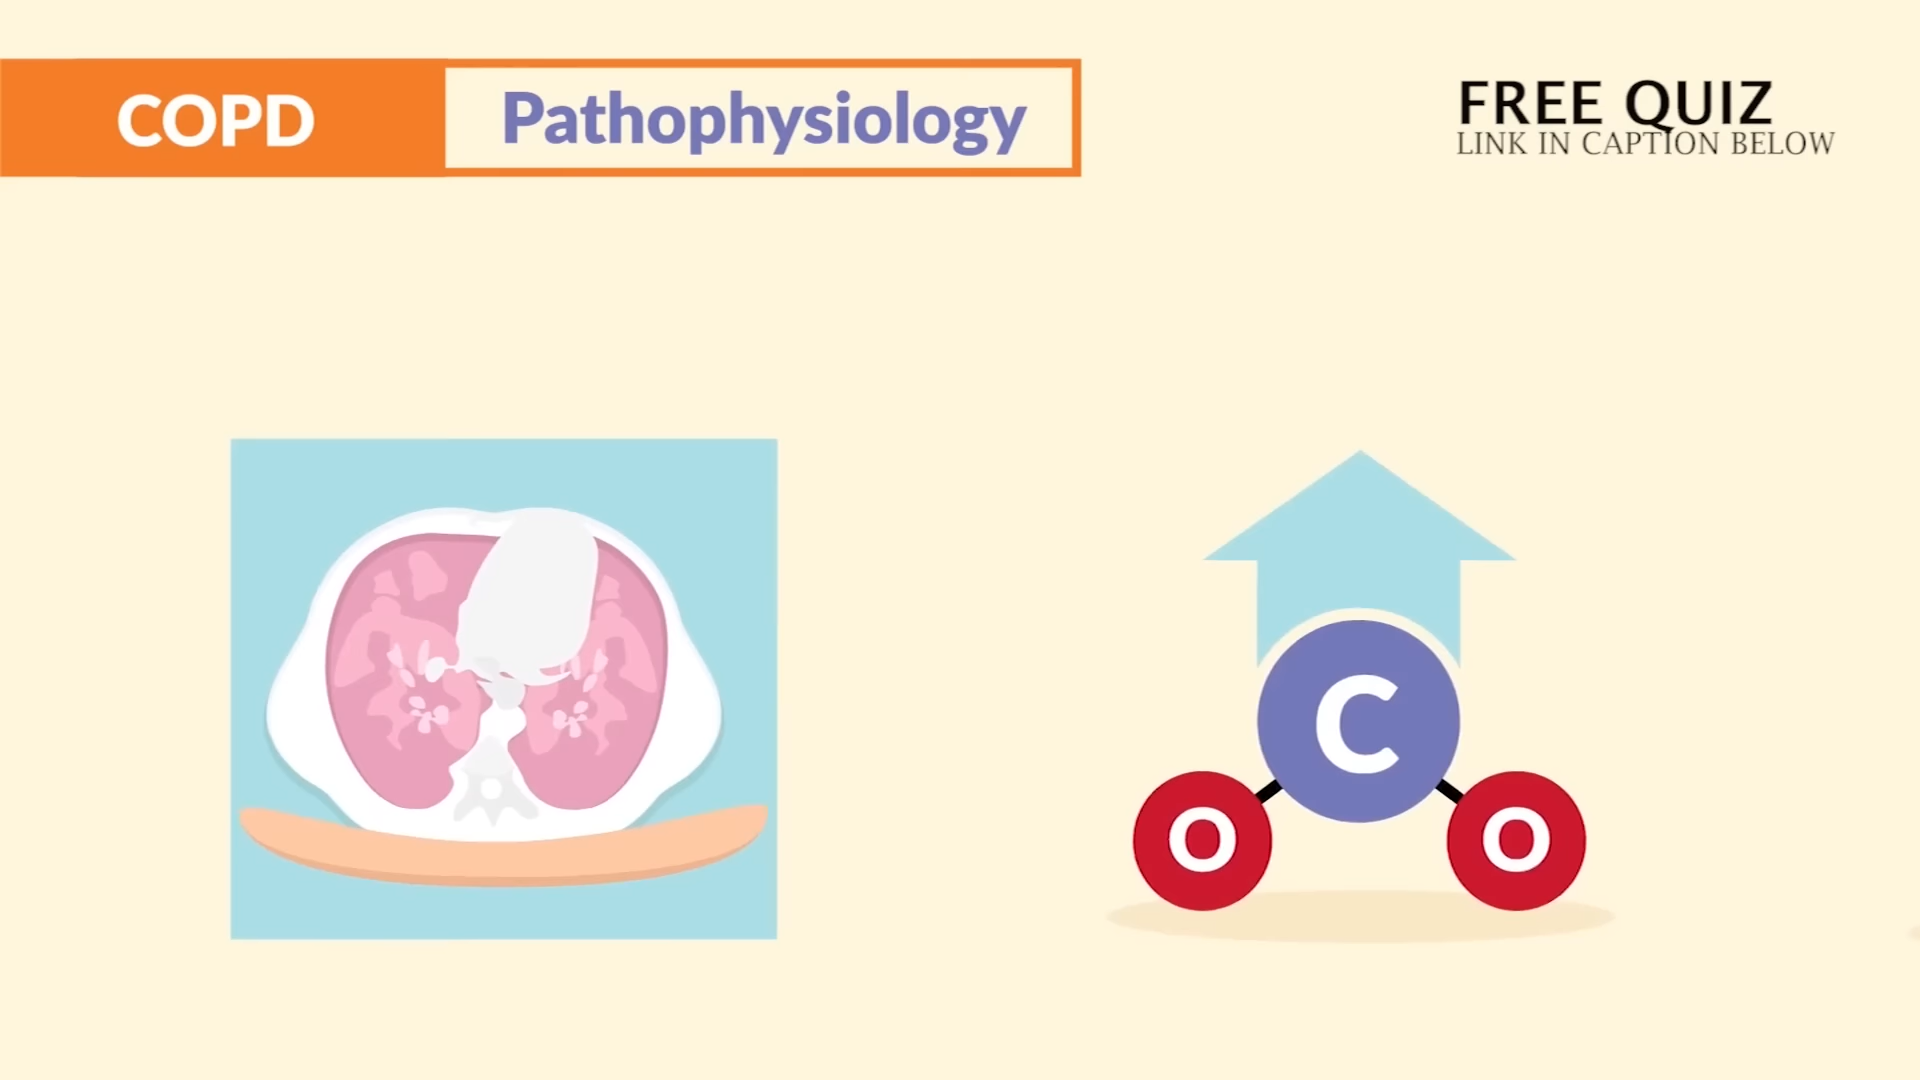 COPD
Pathophysiology
FREE QUIZ
LINK IN CAPTION BELOW
C
O
O